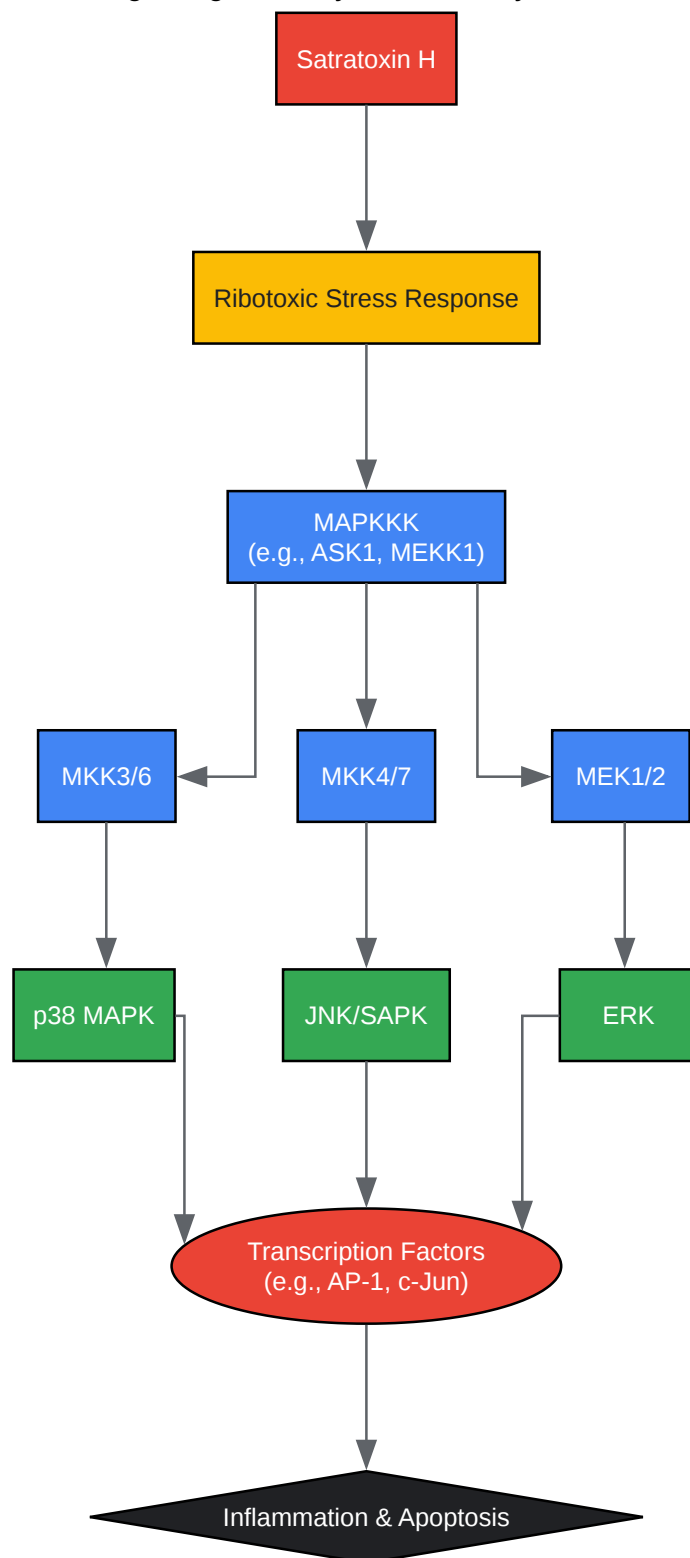 Satratoxin H
Ribotoxic Stress Response
MAPKKK
(e.g., ASK1, MEKK1)
MKK3/6
MKK4/7
MEK1/2
p38 MAPK
JNK/SAPK
ERK
Transcription Factors
(e.g., AP-1, c-Jun)
Inflammation & Apoptosis